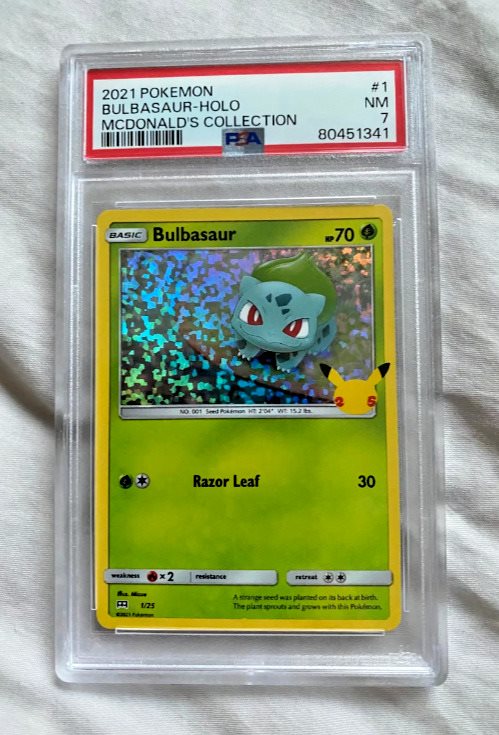 2021 POKEMON #1
BULBASAUR-HOLO NM
MCDONALD'S COLLECTION 7
PSA 80451341
BASIC Bulbasaur HP70
NO. 001 Seed Pokémon HT: 2'04" WT: 15.2 lbs.
25
Razor Leaf 30
weakness ×2 resistance retreat
Illus. Mizue
1/25
©2021 Pokémon
A strange seed was planted on its back at birth.
The plant sprouts and grows with this Pokémon.